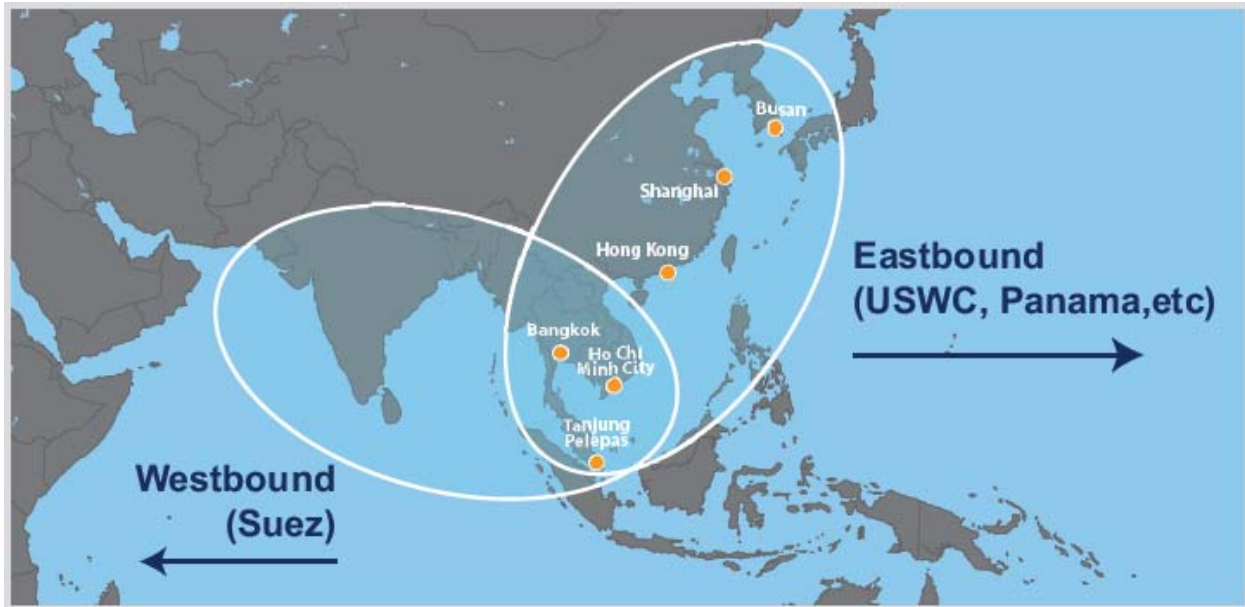 Busan
Shanghai
Hong Kong
Eastbound
(USWC, Panama,etc)
Bangkok
Ho Chi
Minh City
Tanjung
Pelepas
Westbound
(Suez)